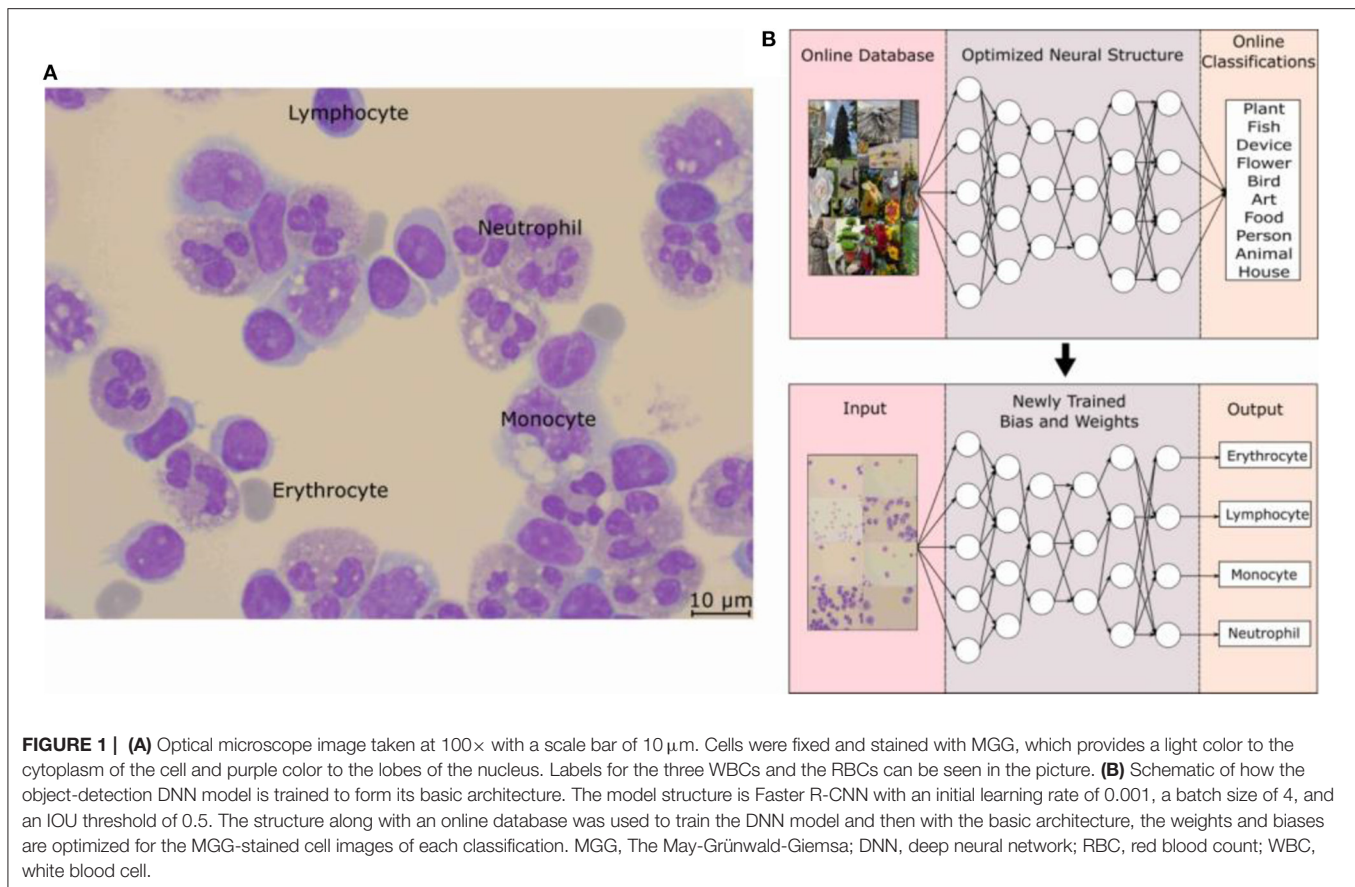 A
Lymphocyte
Neutrophil
Monocyte
Erythrocyte
10 μm
B
Online Database
Optimized Neural Structure
Online
Classifications
Plant
Fish
Device
Flower
Bird
Art
Food
Person
Animal
House
Input
Newly Trained
Bias and Weights
Output
Erythrocyte
Lymphocyte
Monocyte
Neutrophil
FIGURE 1 | (A) Optical microscope image taken at 100× with a scale bar of 10 μm. Cells were fixed and stained with MGG, which provides a light color to the
cytoplasm of the cell and purple color to the lobes of the nucleus. Labels for the three WBCs and the RBCs can be seen in the picture. (B) Schematic of how the
object-detection DNN model is trained to form its basic architecture. The model structure is Faster R-CNN with an initial learning rate of 0.001, a batch size of 4, and
an IOU threshold of 0.5. The structure along with an online database was used to train the DNN model and then with the basic architecture, the weights and biases
are optimized for the MGG-stained cell images of each classification. MGG, The May-Grünwald-Giemsa; DNN, deep neural network; RBC, red blood count; WBC,
white blood cell.